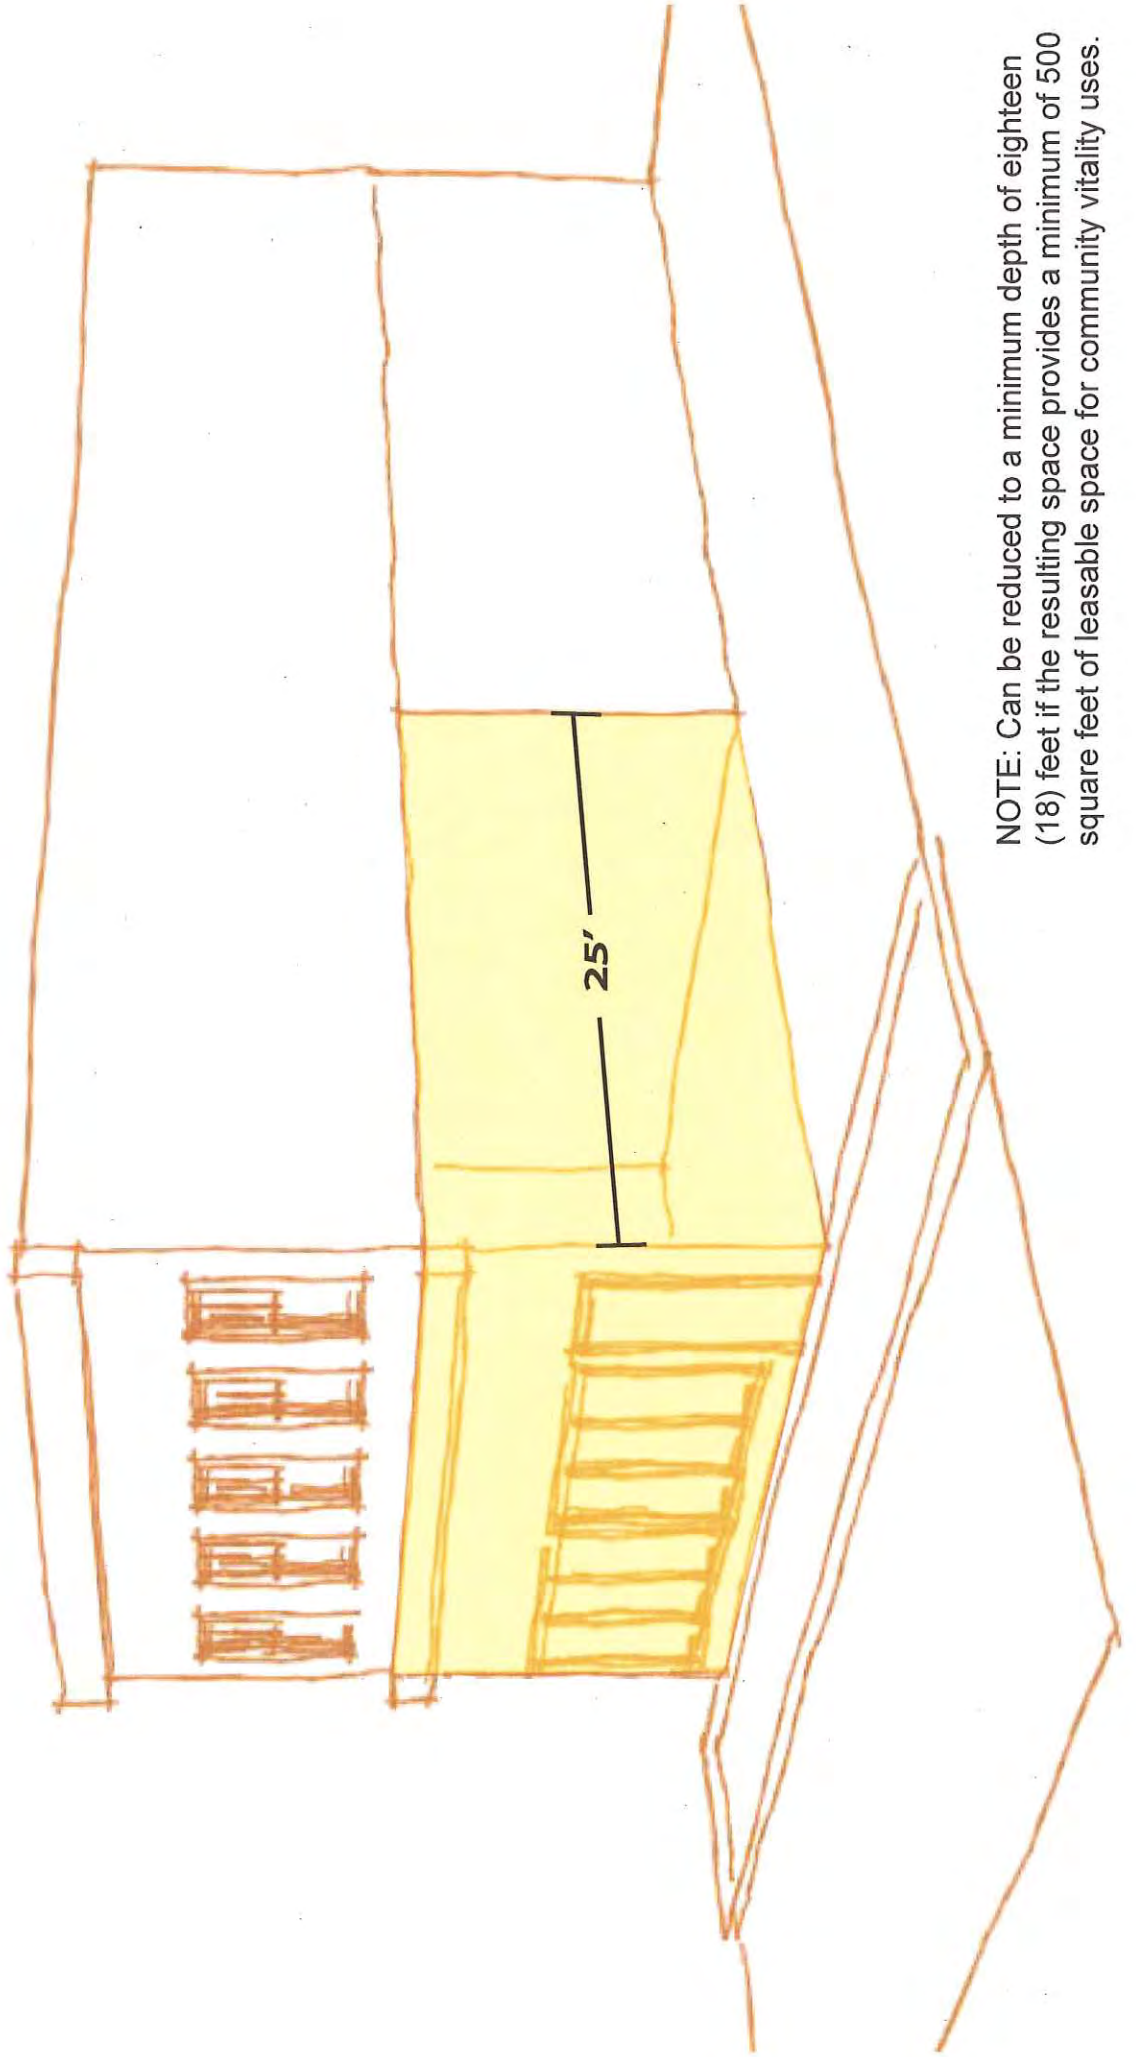 25'
NOTE: Can be reduced to a minimum depth of eighteen
(18) feet if the resulting space provides a minimum of 500
square feet of leasable space for community vitality uses.